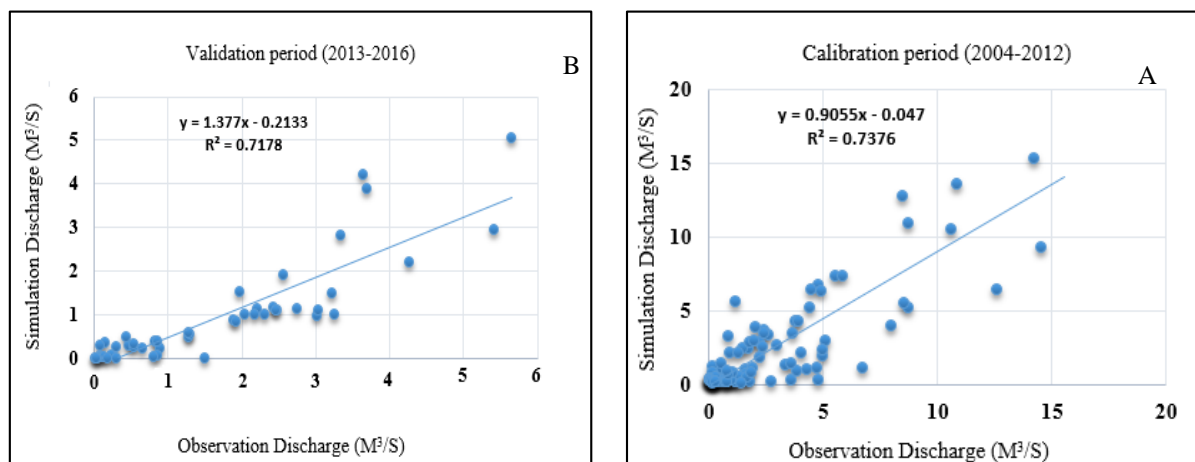 Validation period (2013-2016)
B
y = 1.377x - 0.2133
R² = 0.7178
Simulation Discharge (M³/S)
6
5
4
3
2
1
0
0 1 2 3 4 5 6
Observation Discharge (M³/S)
Calibration period (2004-2012)
A
y = 0.9055x - 0.047
R² = 0.7376
Simulation Discharge (M³/S)
20
15
10
5
0
0 5 10 15 20
Observation Discharge (M³/S)